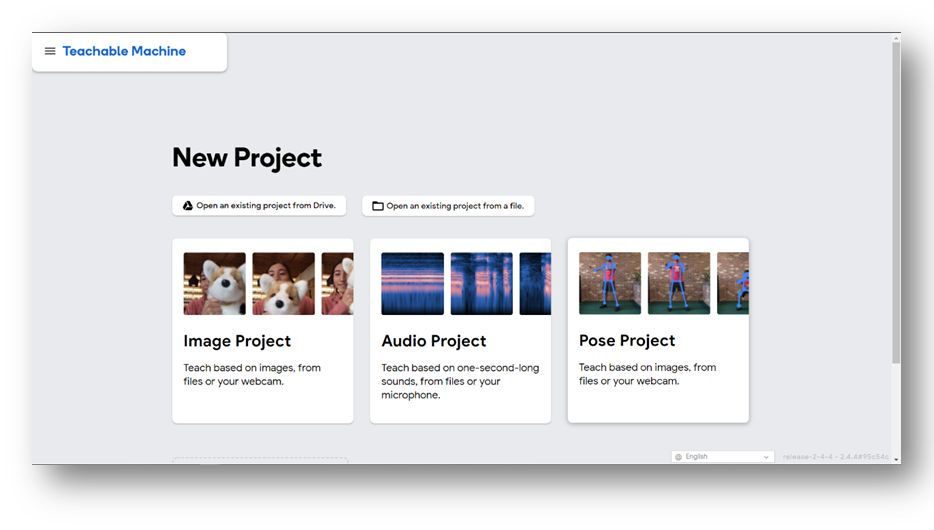 Teachable Machine
New Project
Open an existing project from Drive.
Open an existing project from a file.
Image Project
Teach based on images, from
files or your webcam.
Audio Project
Teach based on one-second-long
sounds, from files or your
microphone.
Pose Project
Teach based on images, from
files or your webcam.
English
release-2-4-4 - 2.4.4#95c54c